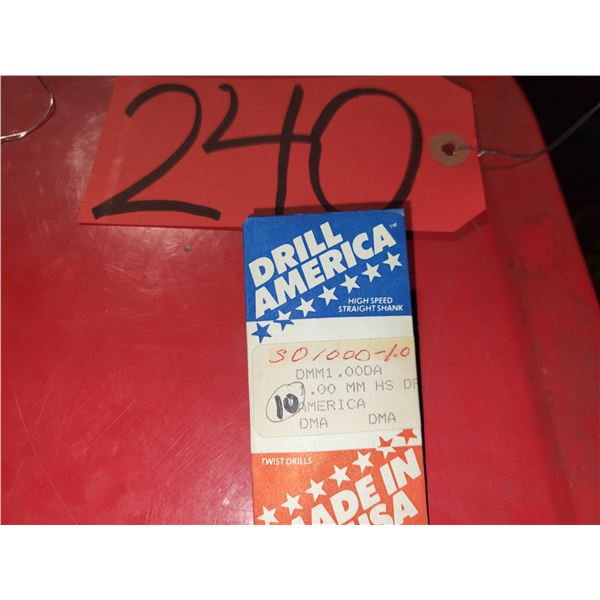 240
DRILL
AMERICA™
HIGH SPEED
STRAIGHT SHANK
SD1000-1.0
DMM1.00DA
.00 MM HS DR
10
AMERICA
DMA DMA
TWIST DRILLS
MADE IN
USA